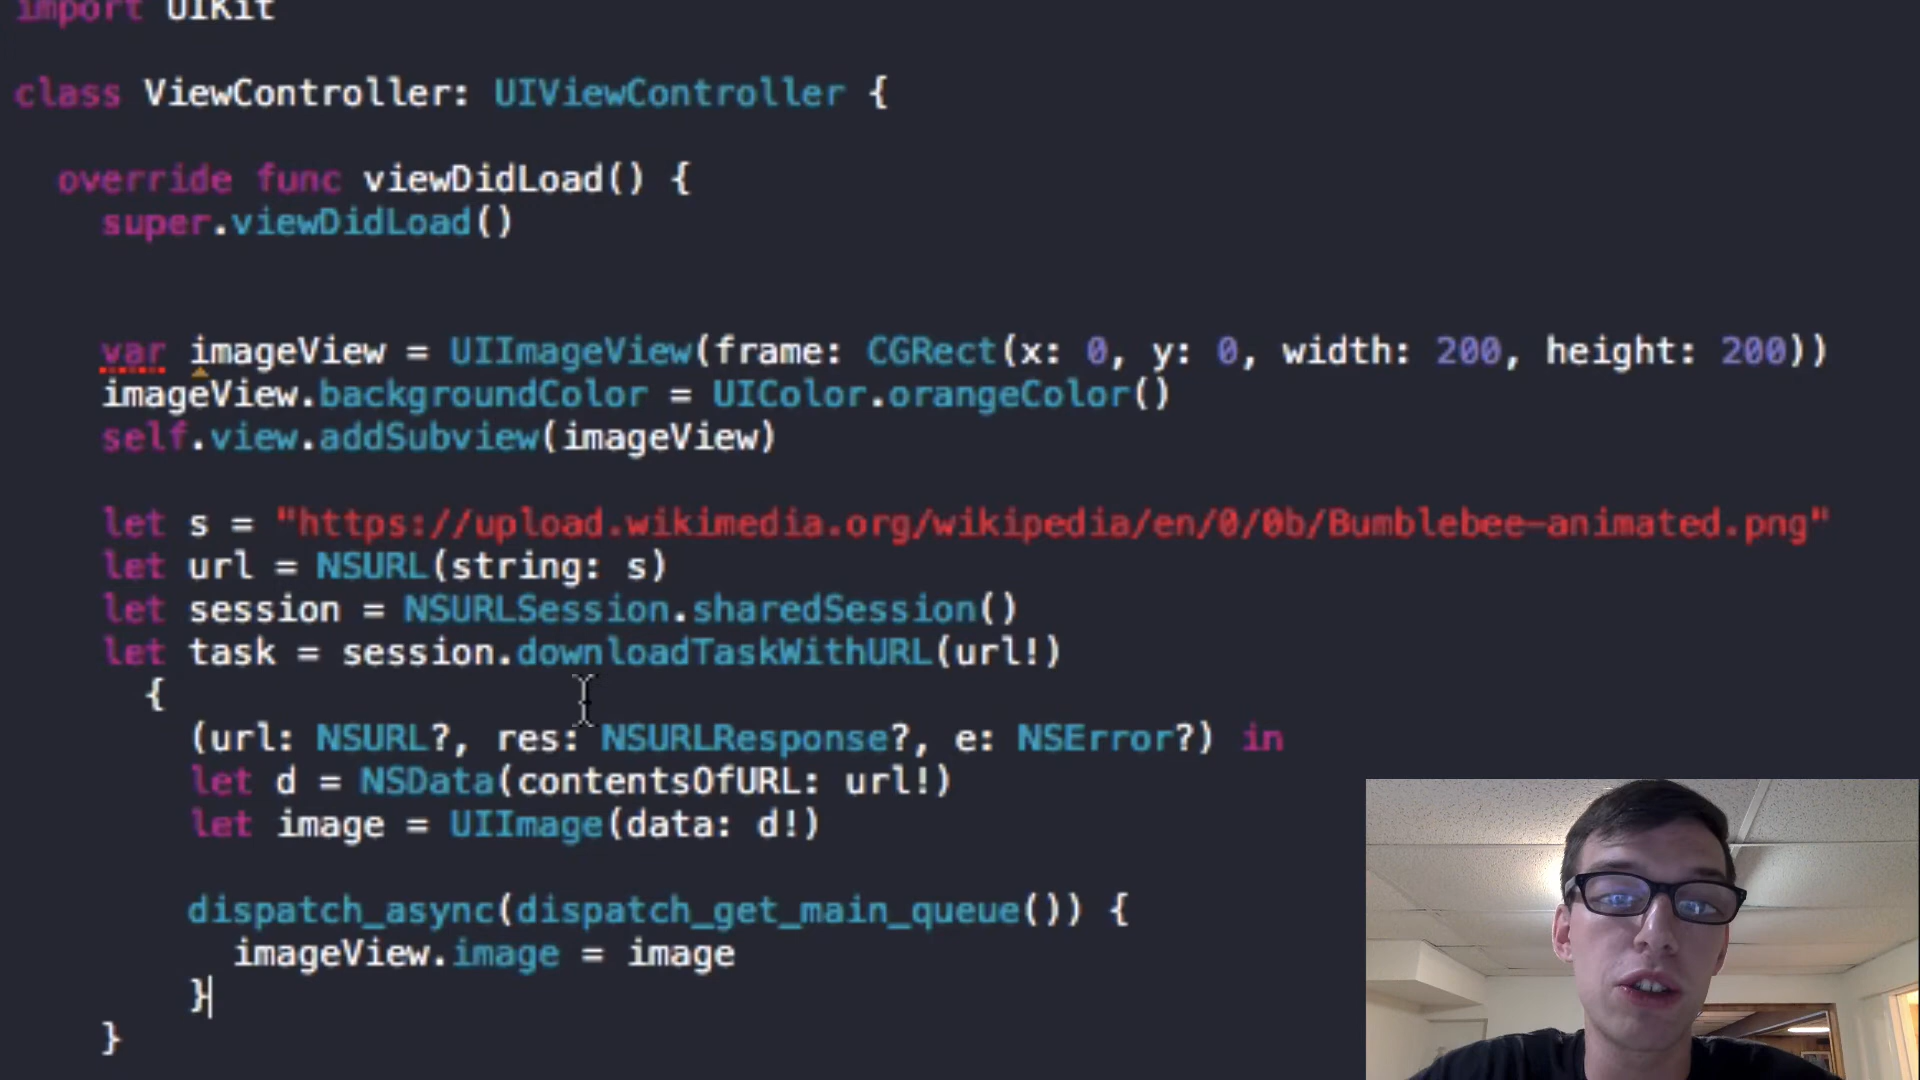 import UIKit
class ViewController: UIViewController {
override func viewDidLoad() {
super.viewDidLoad()
var imageView = UIImageView(frame: CGRect(x: 0, y: 0, width: 200, height: 200))
imageView.backgroundColor = UIColor.orangeColor()
self.view.addSubview(imageView)
let s = "https://upload.wikimedia.org/wikipedia/en/0/0b/Bumblebee-animated.png"
let url = NSURL(string: s)
let session = NSURLSession.sharedSession()
let task = session.downloadTaskWithURL(url!)
{
(url: NSURL?, res: NSURLResponse?, e: NSError?) in
let d = NSData(contentsOfURL: url!)
let image = UIImage(data: d!)
dispatch_async(dispatch_get_main_queue()) {
imageView.image = image
}
}